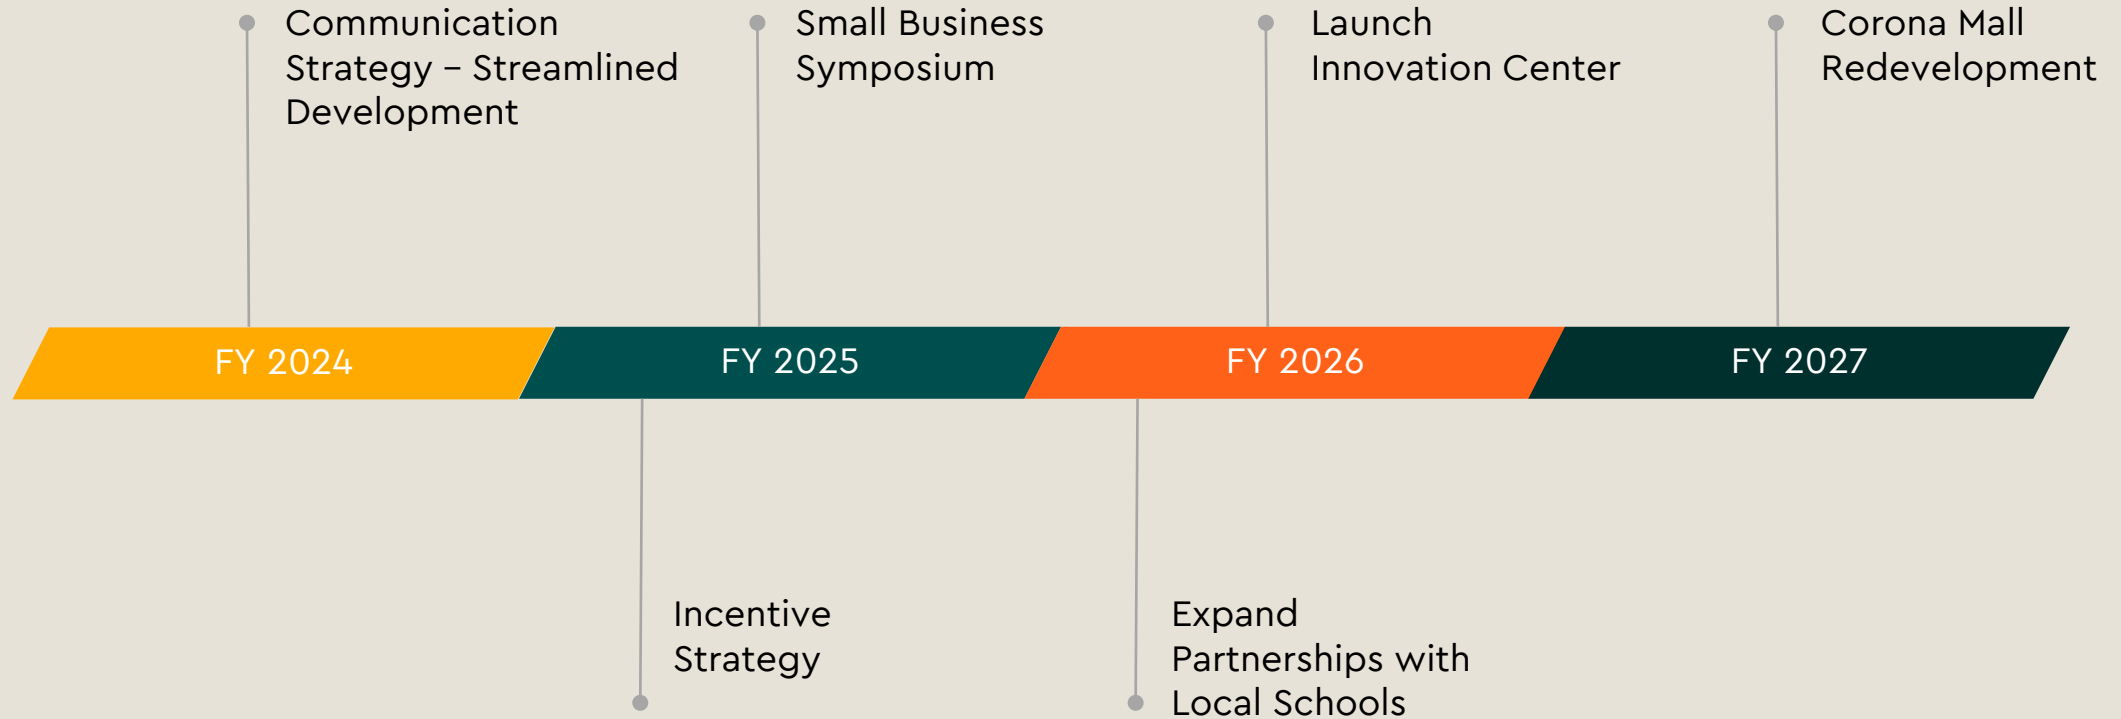 Communication
Strategy – Streamlined
Development
Small Business
Symposium
Launch
Innovation Center
Corona Mall
Redevelopment
FY 2024
FY 2025
FY 2026
FY 2027
Incentive
Strategy
Expand
Partnerships with
Local Schools